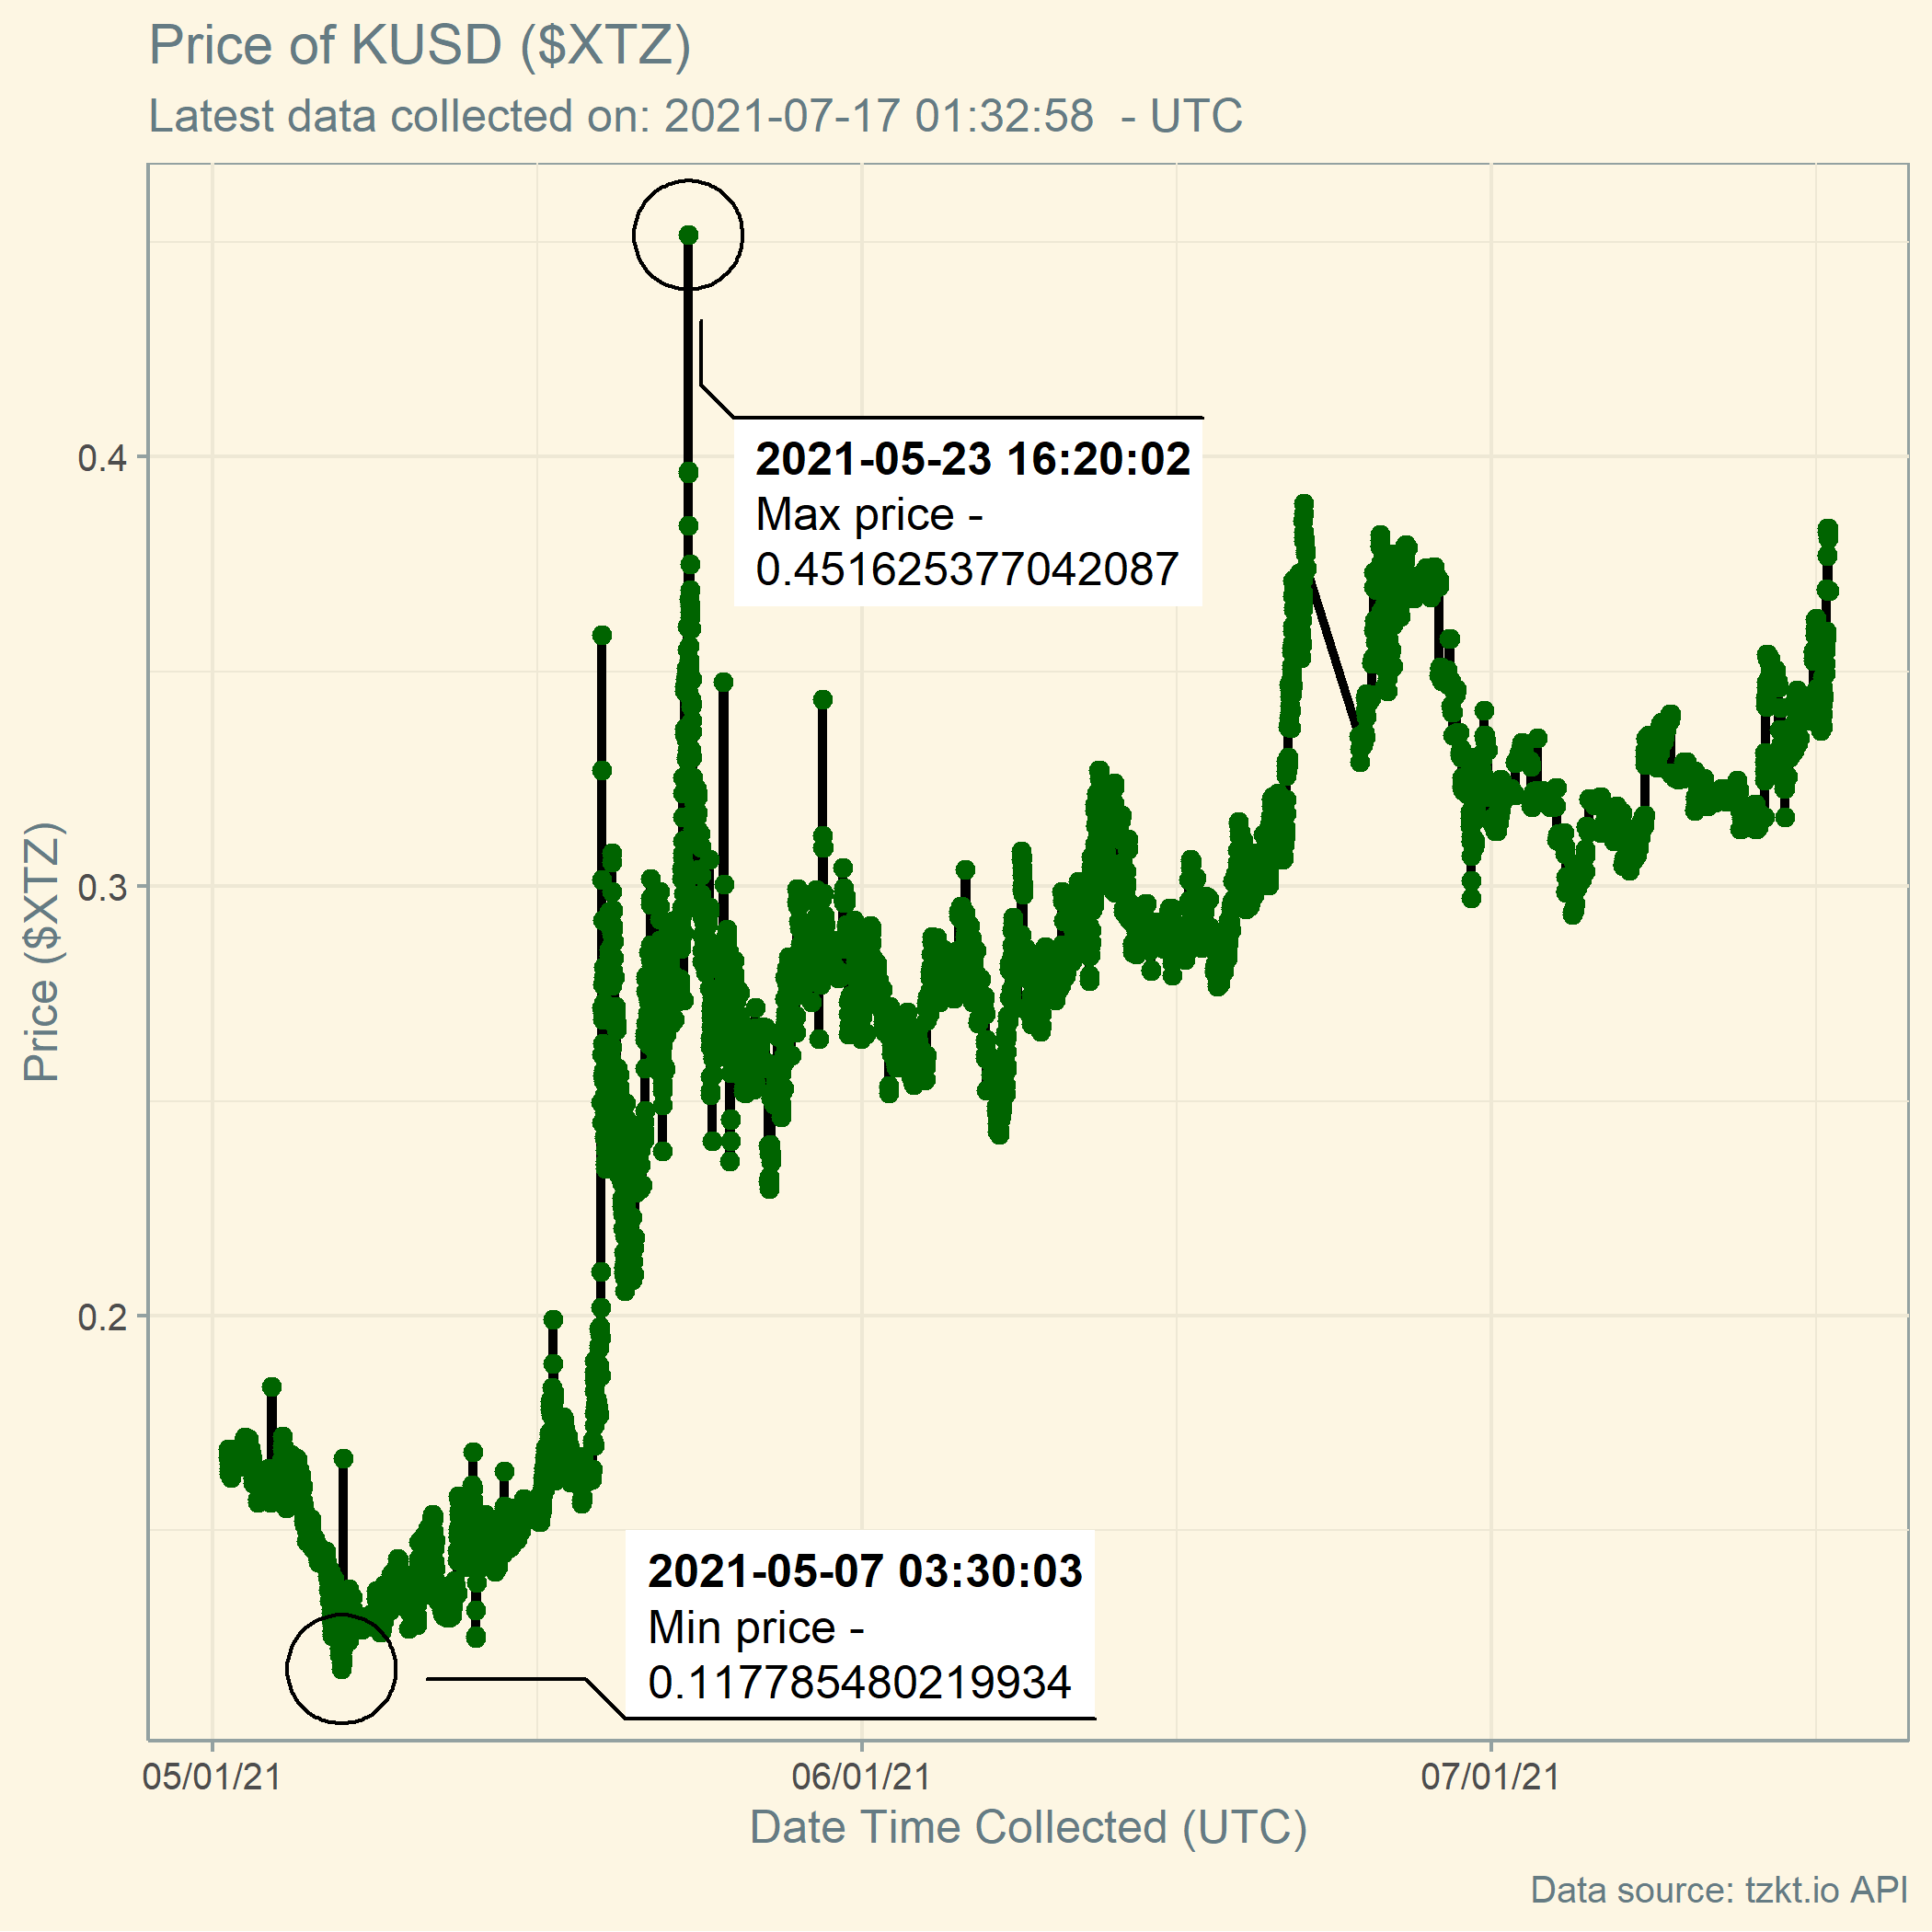 Price of KUSD ($XTZ)
Latest data collected on: 2021-07-17 01:32:58  - UTC
2021-05-23 16:20:02
Max price -
0.451625377042087
0.4
0.3
0.2
Price ($XTZ)
2021-05-07 03:30:03
Min price -
0.117785480219934
05/01/21
06/01/21
07/01/21
Date Time Collected (UTC)
Data source: tzkt.io API